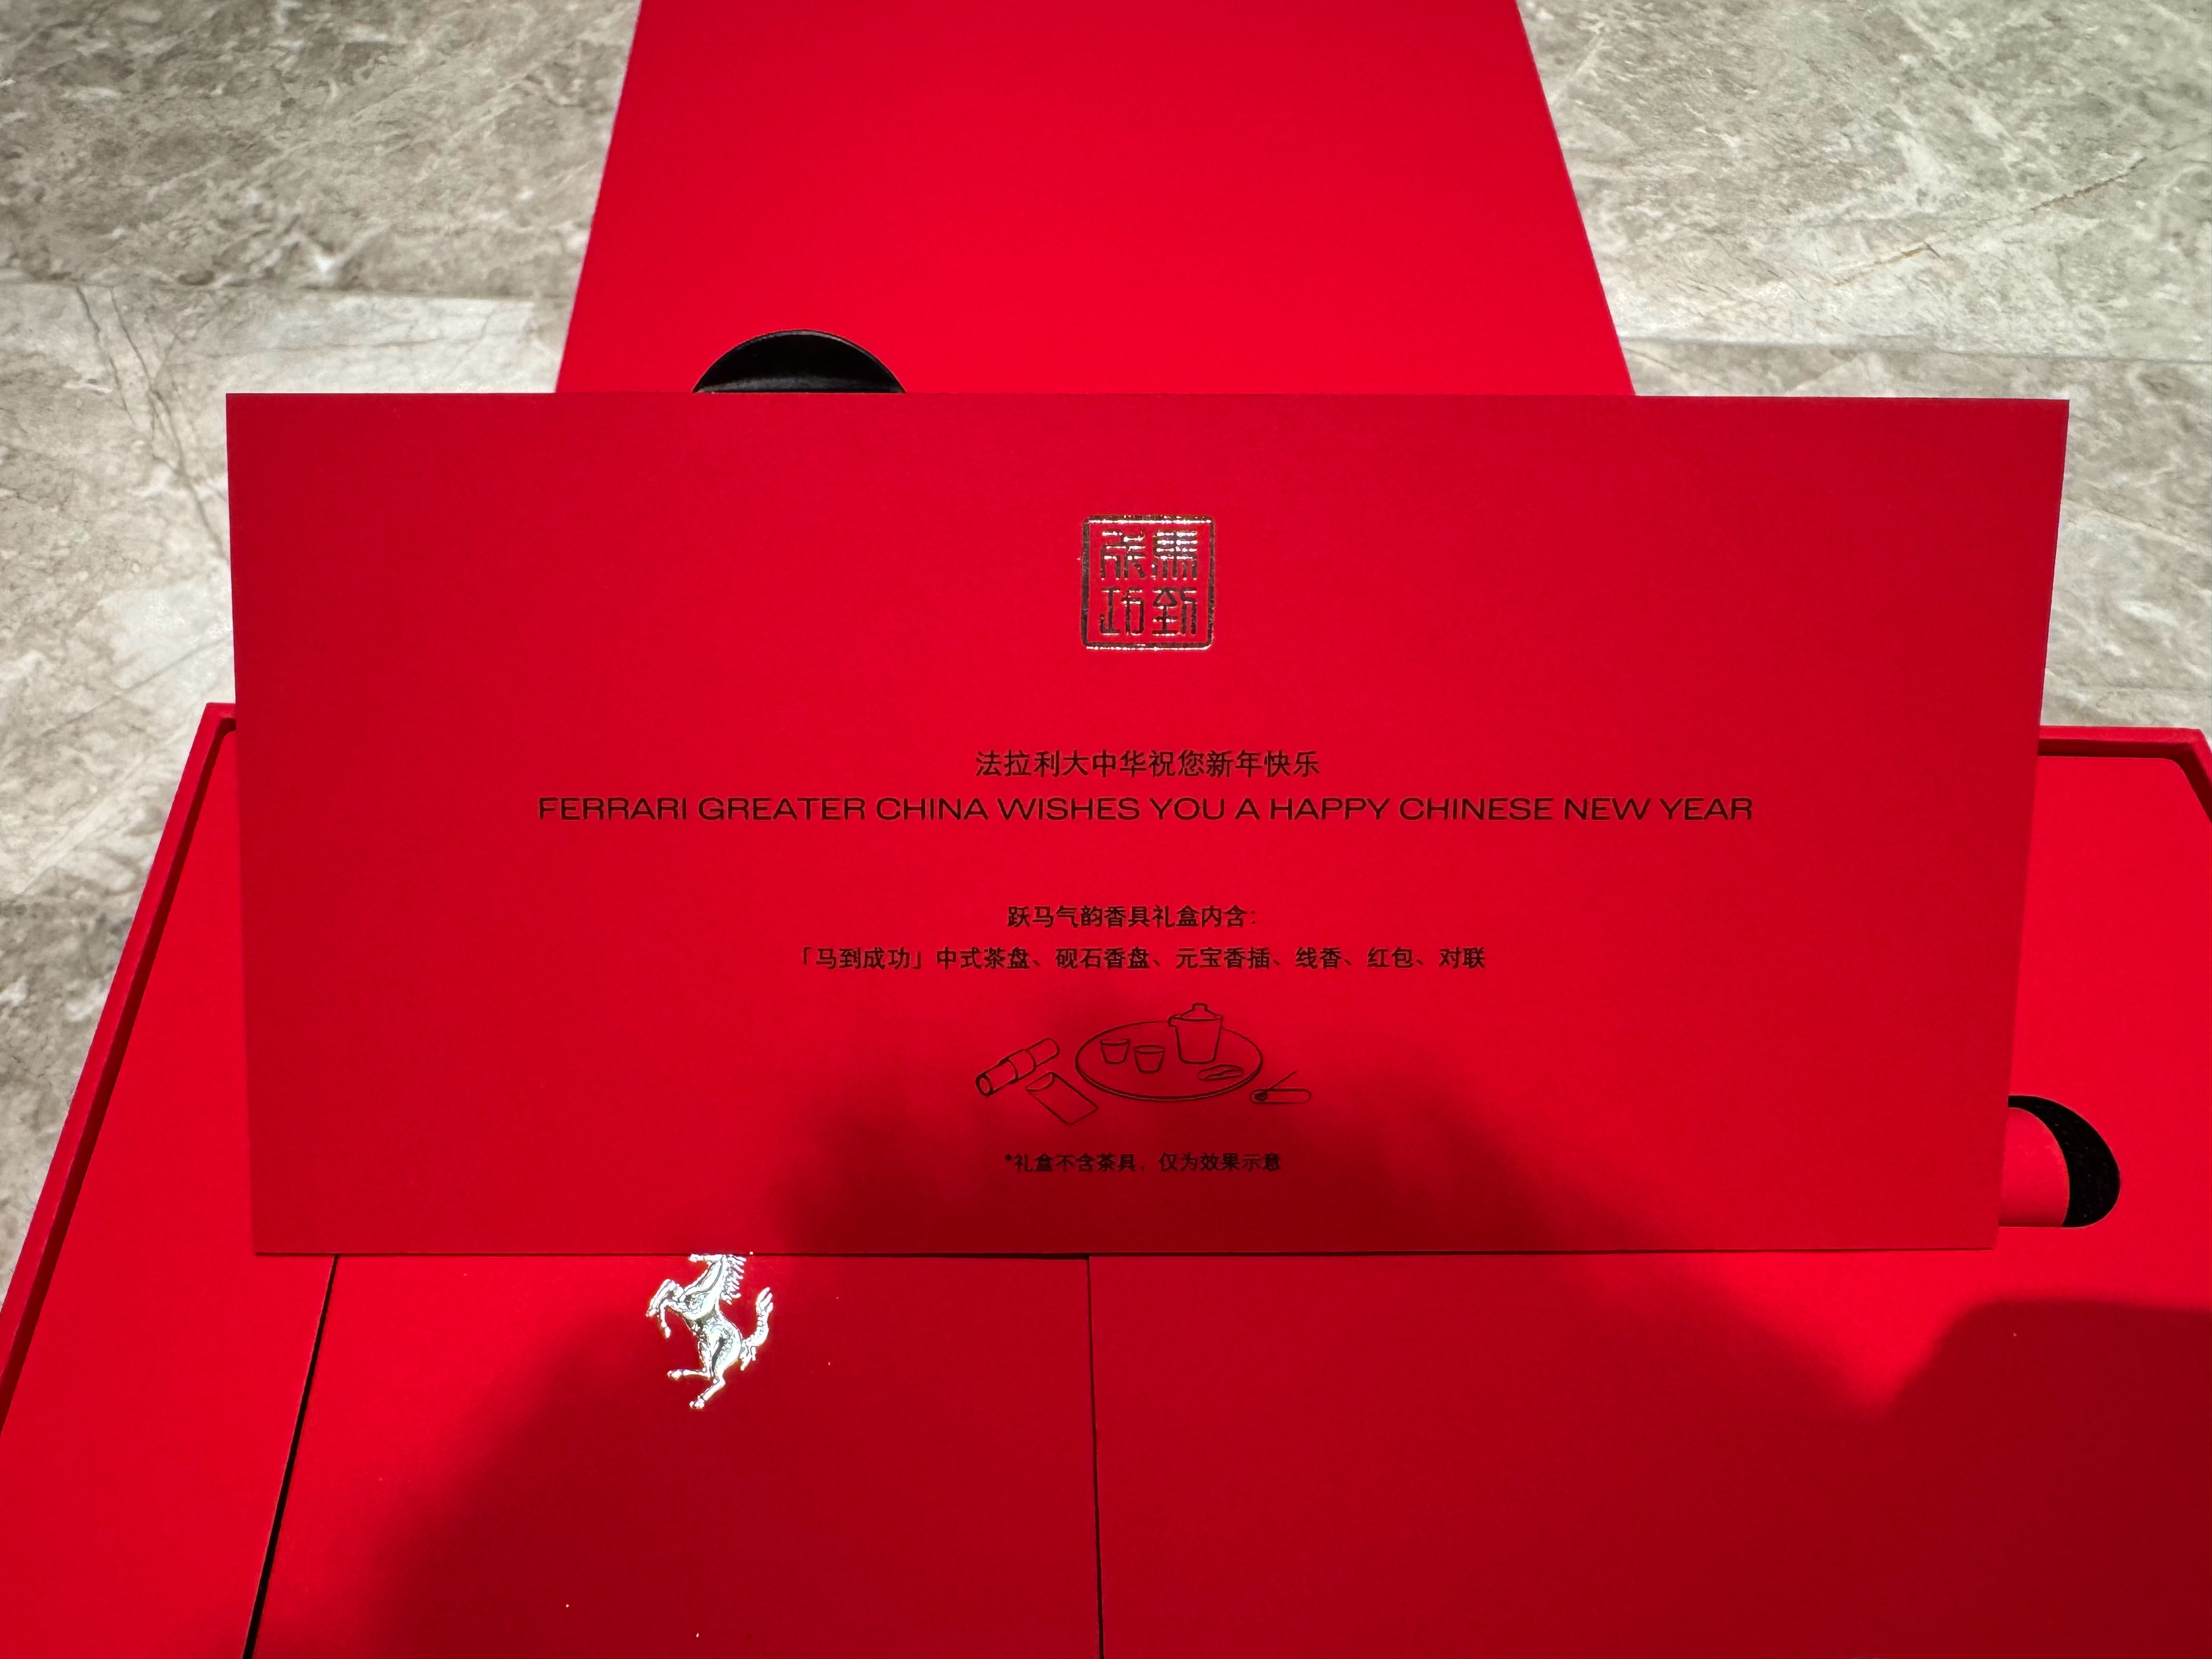 馬到
成功
法拉利大中华祝您新年快乐
FERRARI GREATER CHINA WISHES YOU A HAPPY CHINESE NEW YEAR
跃马气韵香具礼盒内含:
「马到成功」中式茶盘、砚石香盘、元宝香插、线香、红包、对联
*礼盒不含茶具，仅为效果示意